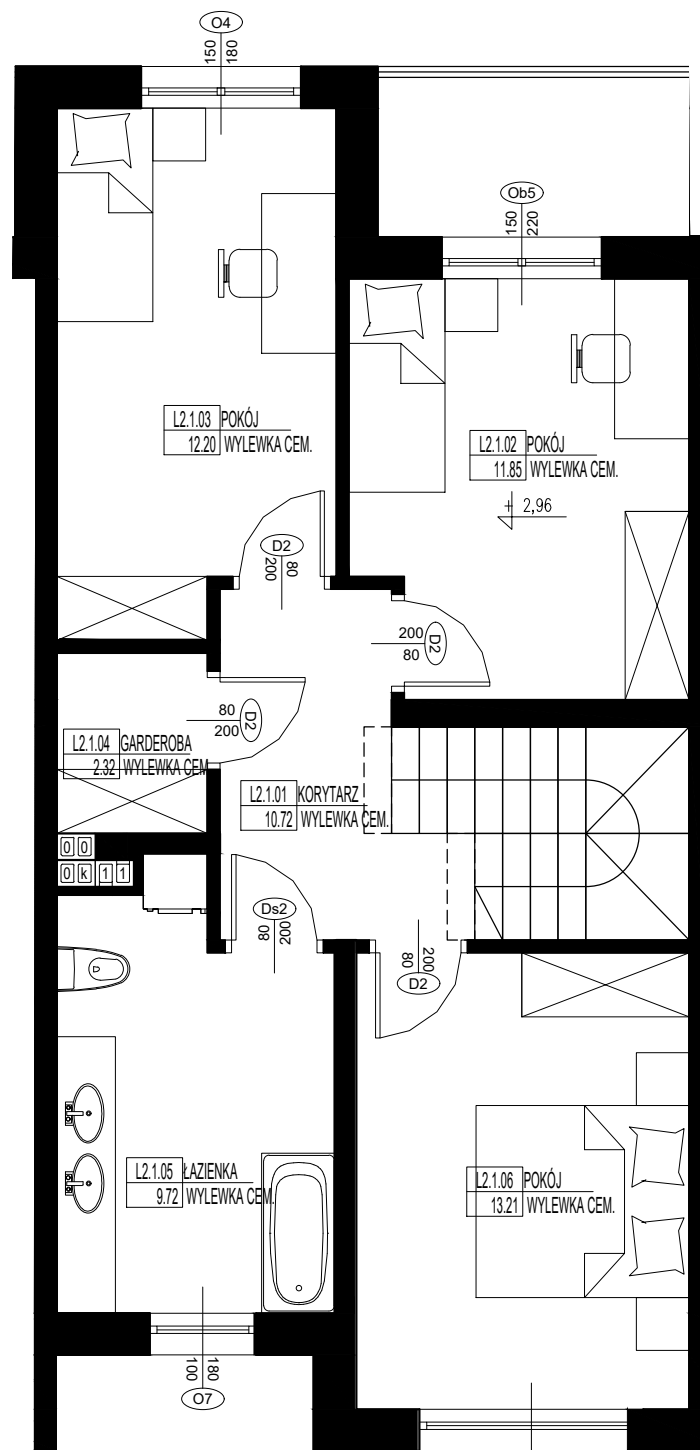 O4
150
180
Ob5
150
220
L2.1.03 POKÓJ
12.20 WYLEWKA CEM.
L2.1.02 POKÓJ
11.85 WYLEWKA CEM.
+ 2,96
D2
200
80
200
80
D2
80
200
D2
L2.1.04 GARDEROBA
2.32 WYLEWKA CEM.
L2.1.01 KORYTARZ
10.72 WYLEWKA CEM.
0 0
0 k 1 1
Ds2
80
200
80
200
D2
L2.1.05 ŁAZIENKA
9.72 WYLEWKA CEM.
L2.1.06 POKÓJ
13.21 WYLEWKA CEM.
100
180
O7